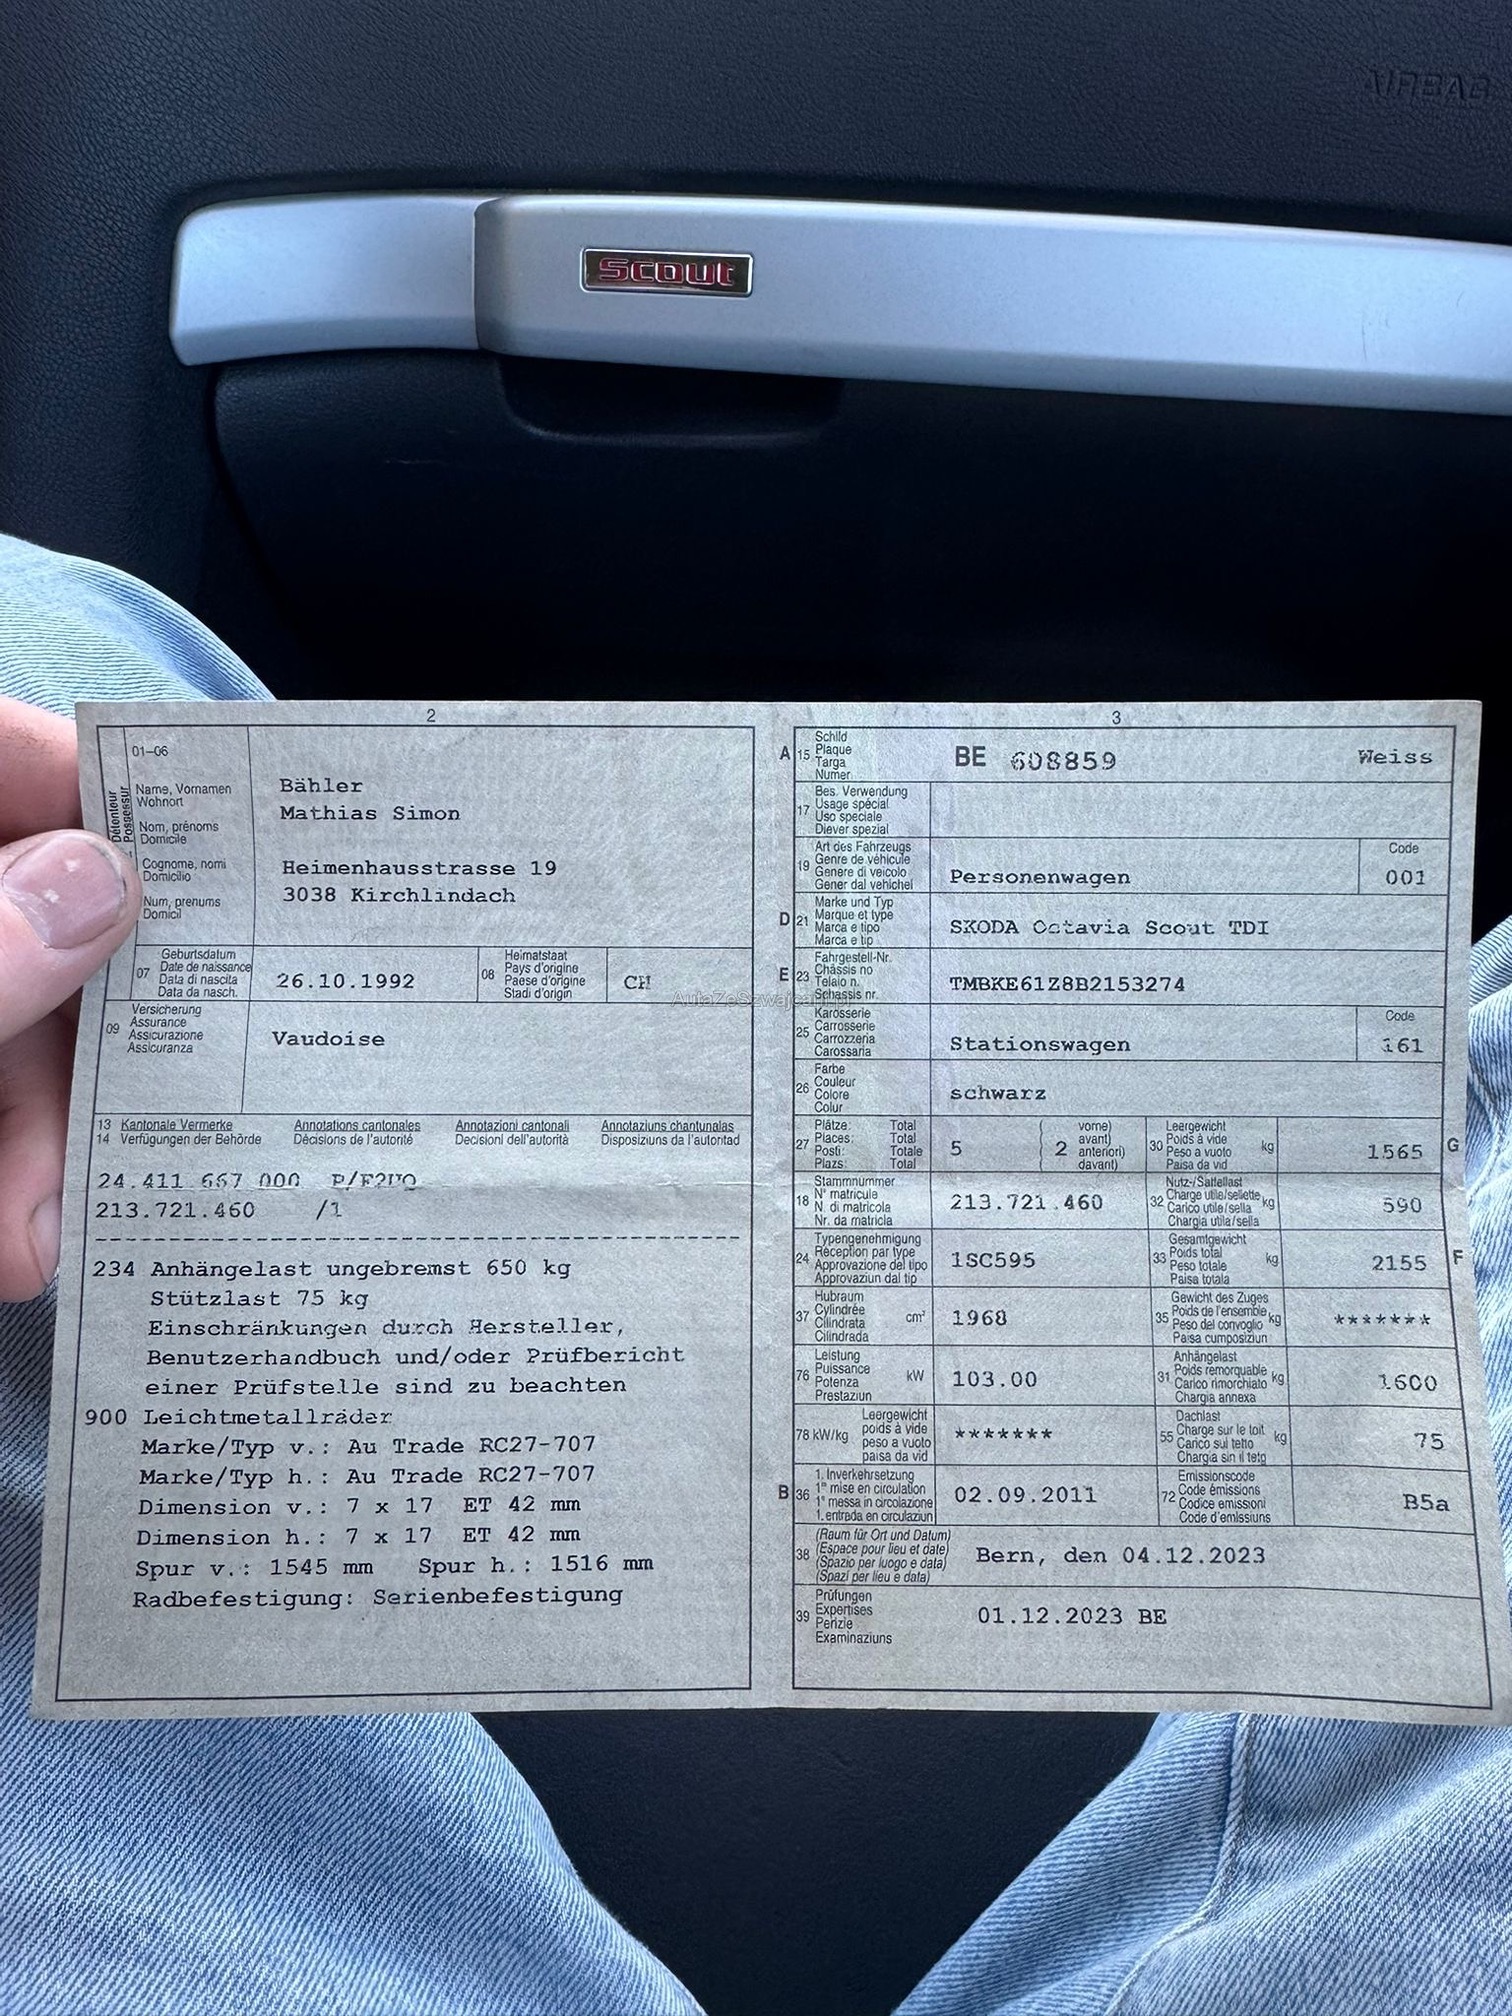 AIRBAG
Scout
2
01–06
Détenteur
Possessur
Name, Vornamen
Wohnort
Nom, prénoms
Domicile
Cognome, nomi
Domicilio
Num, prenums
Domicil
Bähler
Mathias Simon
Heimenhausstrasse 19
3038 Kirchlindach
07
Geburtsdatum
Date de naissance
Data di nascita
Data da nasch.
26.10.1992
08
Heimatstaat
Pays d'origine
Paese d'origine
Stadi d'origin
CH
09
Versicherung
Assurance
Assicurazione
Assicuranza
Vaudoise
13 Kantonale Vermerke Annotations cantonales Annotazioni cantonali Annotaziuns chantunalas
14 Verfügungen der Behörde Décisions de l'autorité Decisioni dell'autorità Disposiziuns da l'autoritad
24.411 667 000
213.721.460 /1
234 Anhängelast ungebremst 650 kg
Stützlast 75 kg
Einschränkungen durch Hersteller,
Benutzerhandbuch und/oder Prüfbericht
einer Prüfstelle sind zu beachten
900 Leichtmetallräder
Marke/Typ v.: Au Trade RC27-707
Marke/Typ h.: Au Trade RC27-707
Dimension v.: 7 x 17 ET 42 mm
Dimension h.: 7 x 17 ET 42 mm
Spur v.: 1545 mm Spur h.: 1516 mm
Radbefestigung: Serienbefestigung
3
A 15
Schild
Plaque
Targa
Numer
BE 608859 Weiss
17
Bes. Verwendung
Usage spécial
Uso speciale
Diever spezial
19
Art des Fahrzeugs
Genre de véhicule
Genere di veicolo
Gener dal vehichel
Personenwagen
Code
001
D 21
Marke und Typ
Marque et type
Marca e tipo
Marca e tip
SKODA Octavia Scout TDI
E 23
Fahrgestell-Nr.
Châssis no
Telaio n.
Schassis nr.
TMBKE61Z8B2153274
25
Karosserie
Carrosserie
Carrozzeria
Carossaria
Stationswagen
Code
161
26
Farbe
Couleur
Colore
Colur
schwarz
27
Plätze: Total
Places: Total
Posti: Totale
Plazs: Total
5
2
vorne)
avant)
anteriori)
davant)
30
Leergewicht
Poids à vide
Peso a vuoto
Paisa da vid
kg
1565
G
18
Stammnummer
N° matricule
N. di matricola
Nr. da matricla
213.721.460
32
Nutz-/Sattellast
Charge utile/sellette
Carico utile/sella
Chargia utila/sella
kg
590
24
Typengenehmigung
Réception par type
Approvazione del tipo
Approvaziun dal tip
1SC595
33
Gesamtgewicht
Poids total
Peso totale
Paisa totala
kg
2155
F
37
Hubraum
Cylindrée
Cilindrata
Cilindrada
cm³
1968
35
Gewicht des Zuges
Poids de l'ensemble
Peso del convoglio
Paisa cumposiziun
kg
*******
76
Leistung
Puissance
Potenza
Prestaziun
kW
103.00
31
Anhängelast
Poids remorquable
Carico rimorchiato
Chargia annexa
kg
1600
78 kW/kg
Leergewicht
poids à vide
peso a vuoto
paisa da vid
*******
55
Dachlast
Charge sur le toit
Carico sul tetto
Chargia sin il tetg
kg
75
B 36
1. Inverkehrsetzung
1re mise en circulation
1a messa in circolazione
1. entrada en circulaziun
02.09.2011
72
Emissionscode
Code émissions
Codice emissioni
Code d'emissiuns
B5a
38
(Raum für Ort und Datum)
(Espace pour lieu et date)
(Spazio per luogo e data)
(Spazi per lieu e data)
Bern, den 04.12.2023
39
Prüfungen
Expertises
Perizie
Examinaziuns
01.12.2023 BE